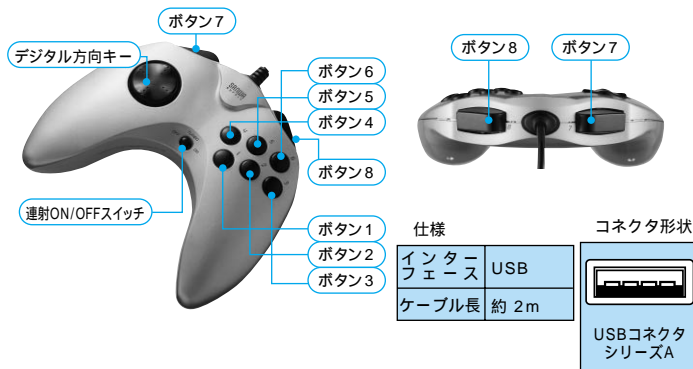 ボタン7
デジタル方向キー
ボタン6
ボタン5
ボタン4
ボタン8
連射ON/OFFスイッチ
ボタン1
ボタン2
ボタン3
ボタン8
ボタン7
仕様
インターフェース
USB
ケーブル長
約 2m
コネクタ形状
USBコネクタ
シリーズA